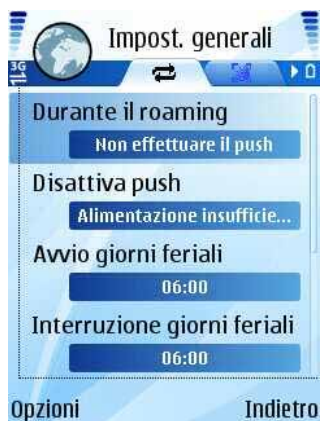 Impost. generali
3G
Durante il roaming
Non effettuare il push
Disattiva push
Alimentazione insufficie...
Avvio giorni feriali
06:00
Interruzione giorni feriali
06:00
Opzioni Indietro